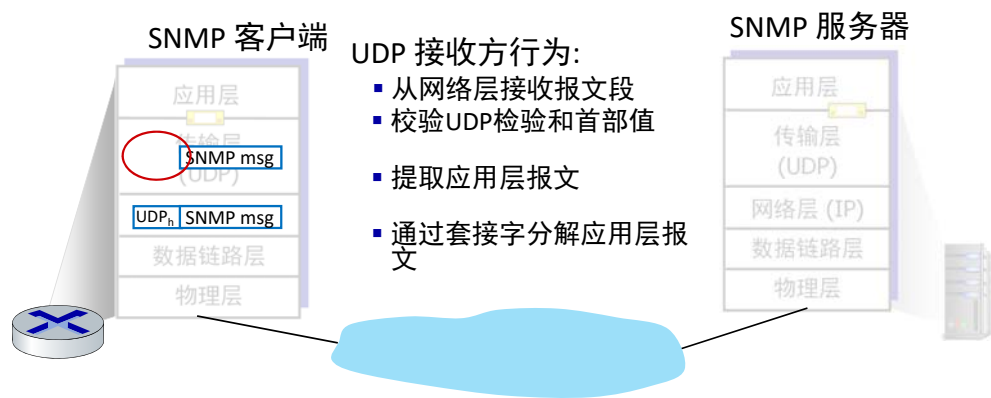 SNMP 客户端
应用层
传输层
SNMP msg
(UDP)
UDPh SNMP msg
数据链路层
物理层
UDP 接收方行为:
▪ 从网络层接收报文段
▪ 校验UDP检验和首部值
▪ 提取应用层报文
▪ 通过套接字分解应用层报
文
SNMP 服务器
应用层
传输层
(UDP)
网络层 (IP)
数据链路层
物理层